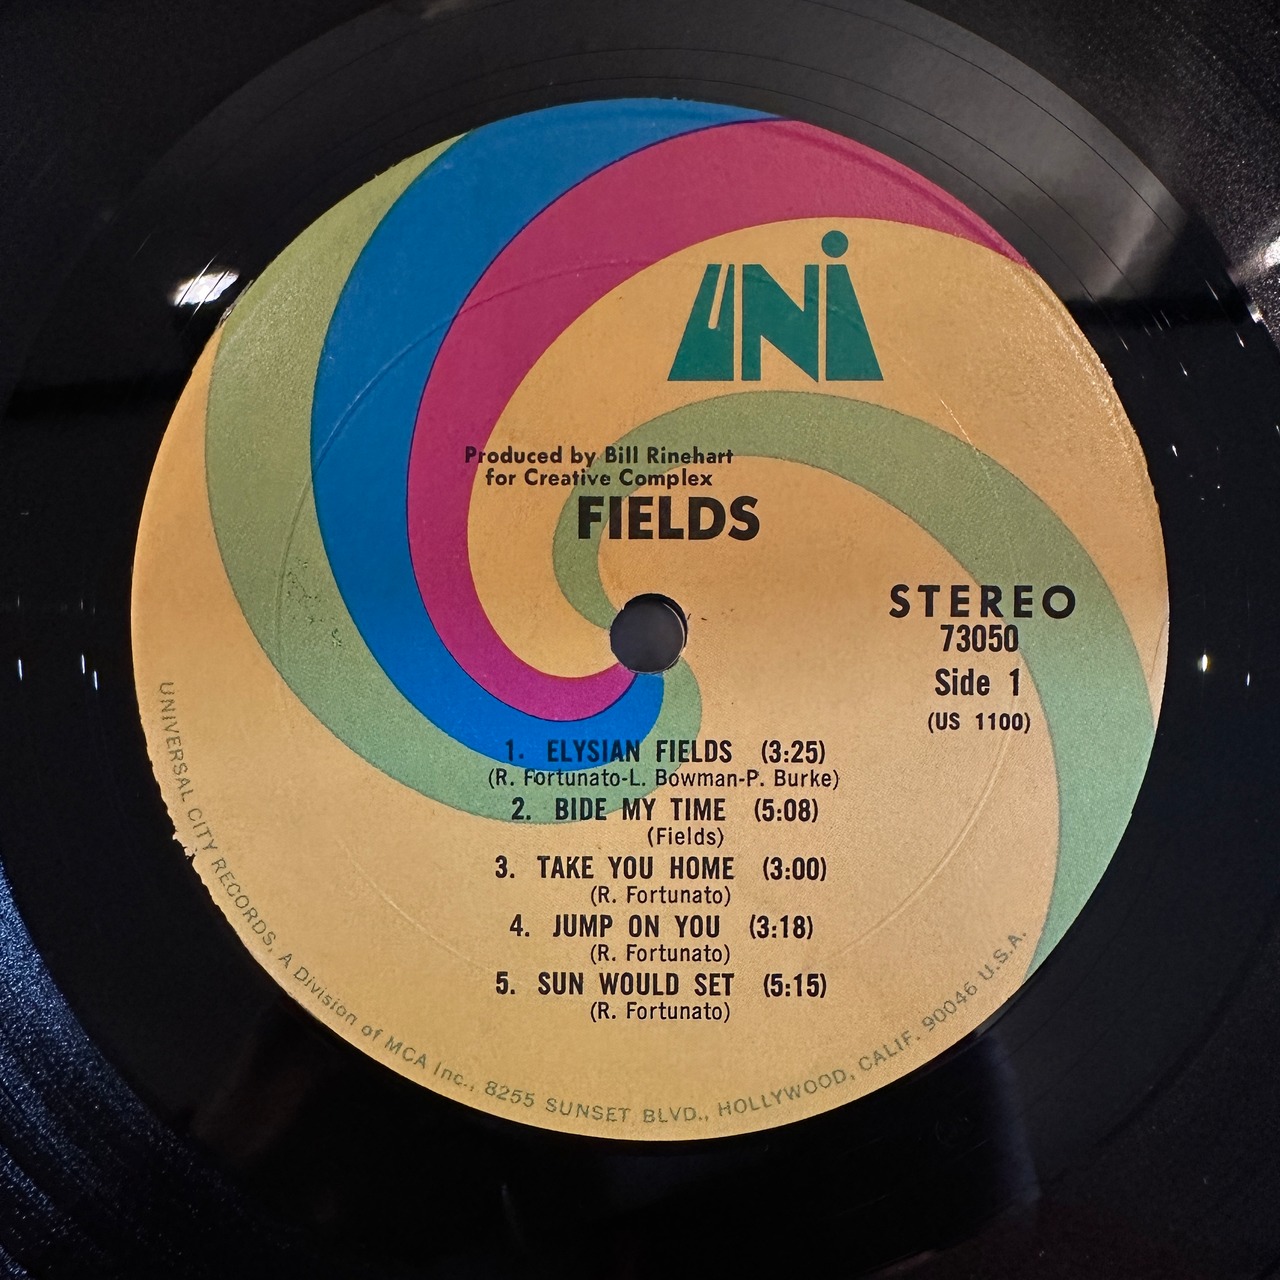 UNi
Produced by Bill Rinehart
for Creative Complex
FIELDS
STEREO
73050
Side 1
(US 1100)
1. ELYSIAN FIELDS (3:25)
(R. Fortunato-L. Bowman-P. Burke)
2. BIDE MY TIME (5:08)
(Fields)
3. TAKE YOU HOME (3:00)
(R. Fortunato)
4. JUMP ON YOU (3:18)
(R. Fortunato)
5. SUN WOULD SET (5:15)
(R. Fortunato)
UNIVERSAL CITY RECORDS, A Division of MCA Inc., 8255 SUNSET BLVD., HOLLYWOOD, CALIF. 90046 U.S.A.